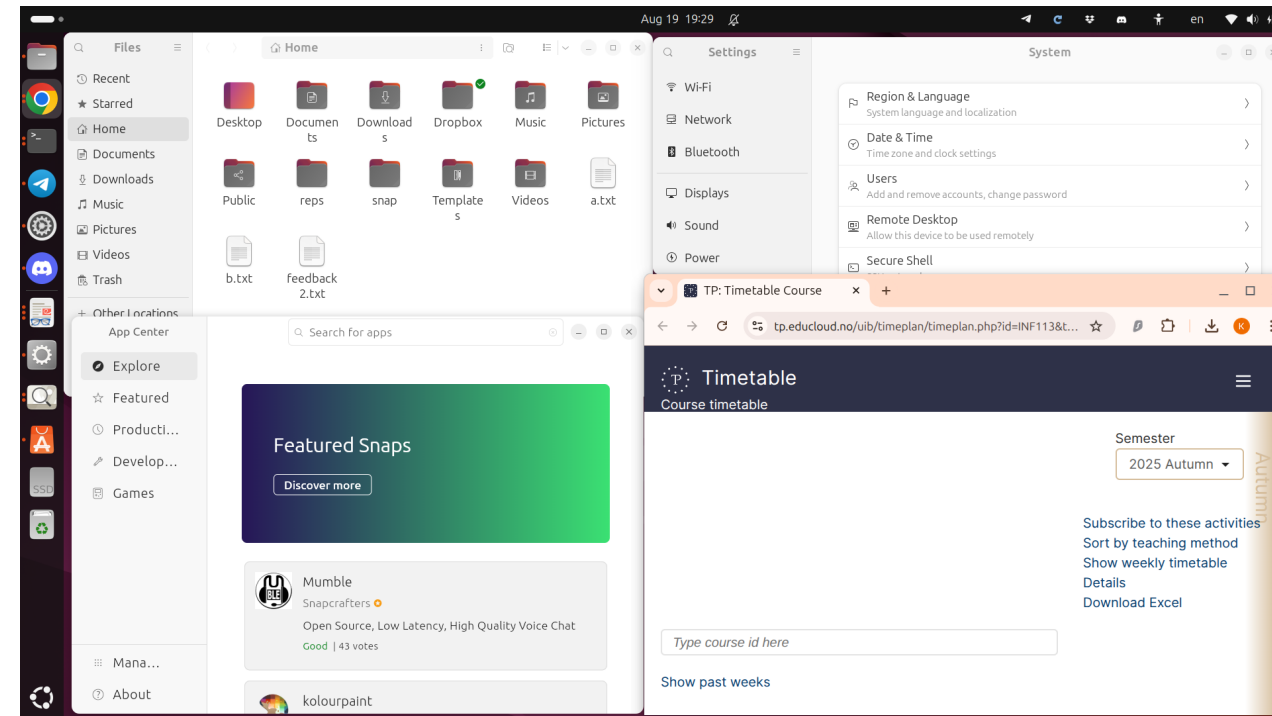 Aug 19 19:29
en
Files
Home
Recent
Starred
Home
Documents
Downloads
Music
Pictures
Videos
Trash
Other Locations
Desktop
Documen
ts
Download
s
Dropbox
Music
Pictures
Public
reps
snap
Template
s
Videos
a.txt
b.txt
feedback
2.txt
Settings
System
Wi-Fi
Network
Bluetooth
Displays
Sound
Power
Region & Language
System language and localization
Date & Time
Time zone and clock settings
Users
Add and remove accounts, change password
Remote Desktop
Allow this device to be used remotely
Secure Shell
App Center
Search for apps
Explore
Featured
Producti...
Develop...
Games
Mana...
About
Featured Snaps
Discover more
Mumble
Snapcrafters
Open Source, Low Latency, High Quality Voice Chat
Good | 43 votes
kolourpaint
TP: Timetable Course
tp.educloud.no/uib/timeplan/timeplan.php?id=INF113&t...
K
Timetable
Course timetable
Semester
2025 Autumn
Autumn
Subscribe to these activities
Sort by teaching method
Show weekly timetable
Details
Download Excel
Type course id here
Show past weeks
SSD